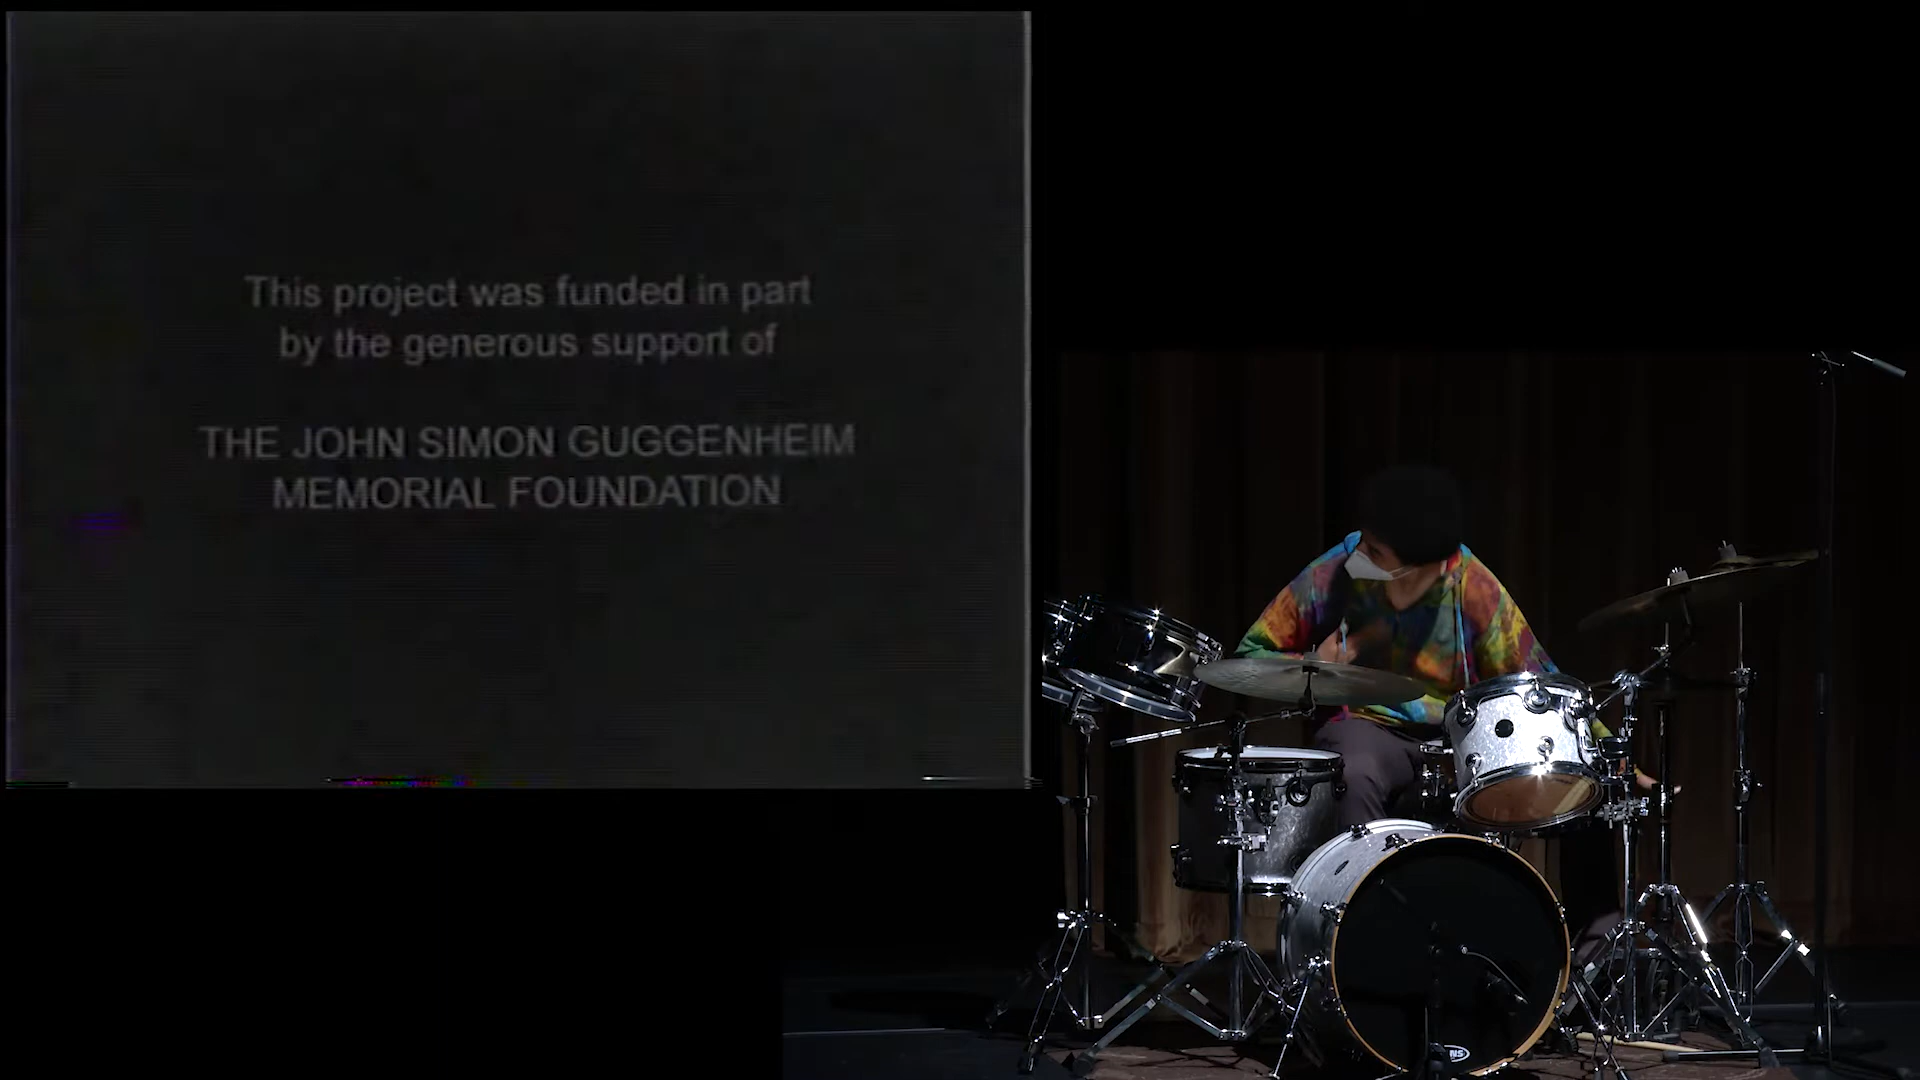 This project was funded in part
by the generous support of
THE JOHN SIMON GUGGENHEIM
MEMORIAL FOUNDATION